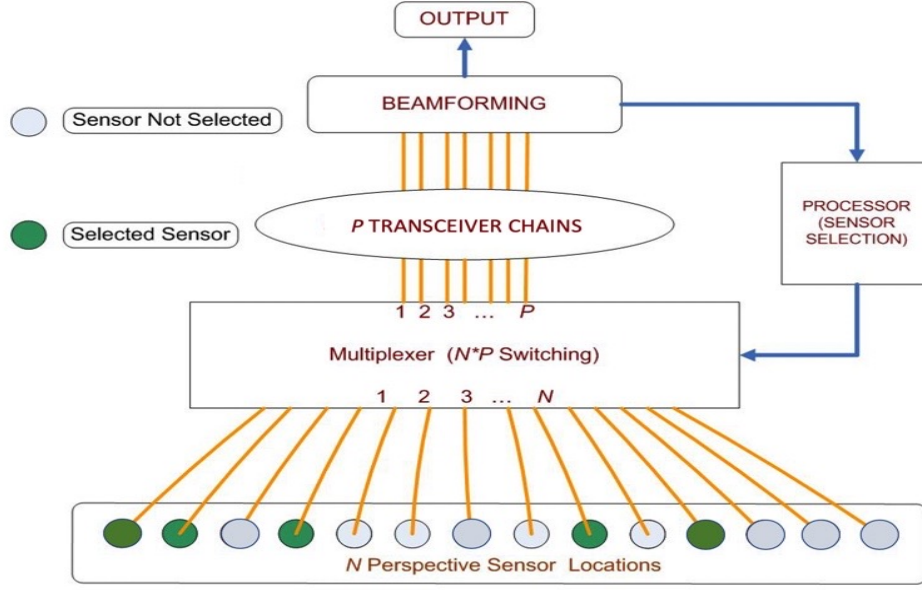 OUTPUT
BEAMFORMING
Sensor Not Selected
P TRANSCEIVER CHAINS
Selected Sensor
PROCESSOR
(SENSOR
SELECTION)
1 2 3 ... P
Multiplexer (N*P Switching)
1 2 3 ... N
N Perspective Sensor Locations